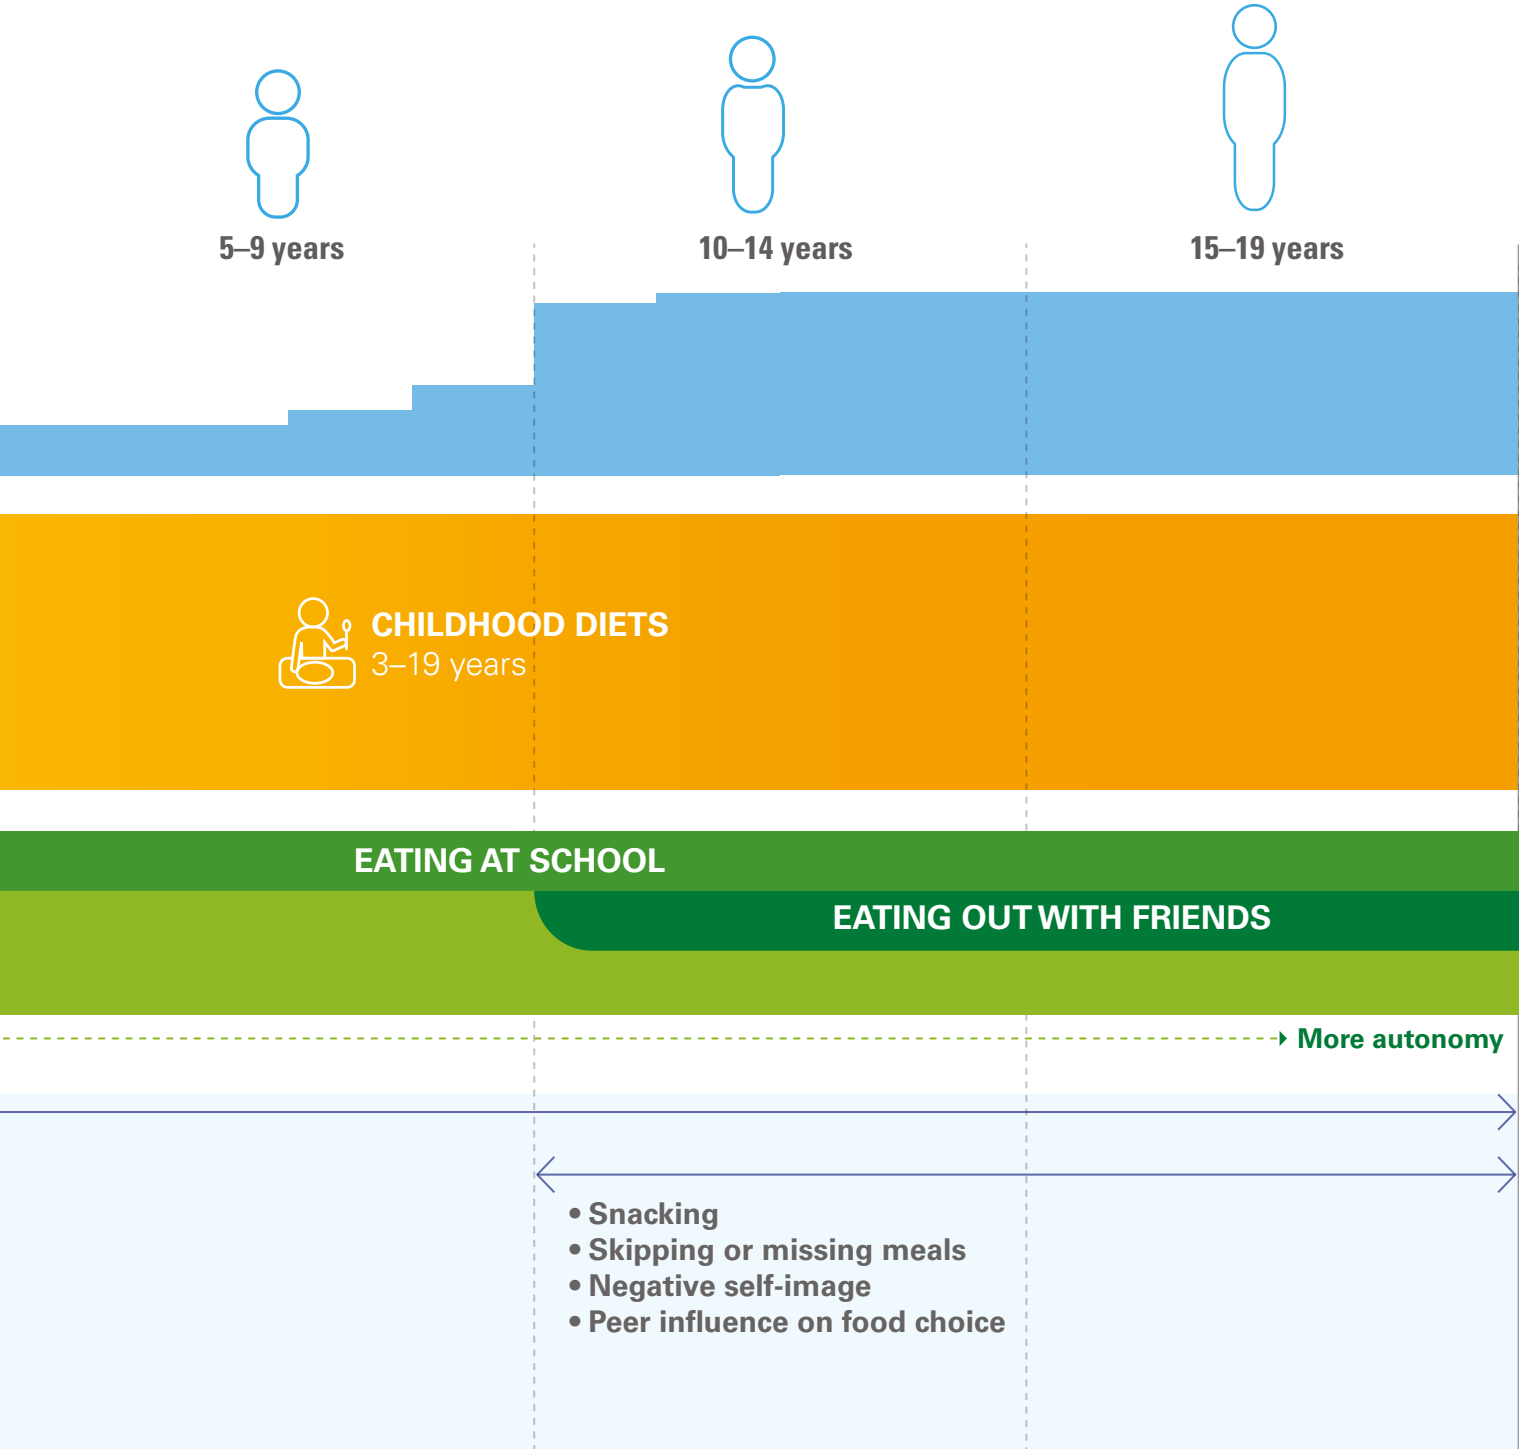 5–9 years
10–14 years
15–19 years
CHILDHOOD DIETS
3–19 years
EATING AT SCHOOL
EATING OUT WITH FRIENDS
More autonomy
• Snacking
• Skipping or missing meals
• Negative self-image
• Peer influence on food choice